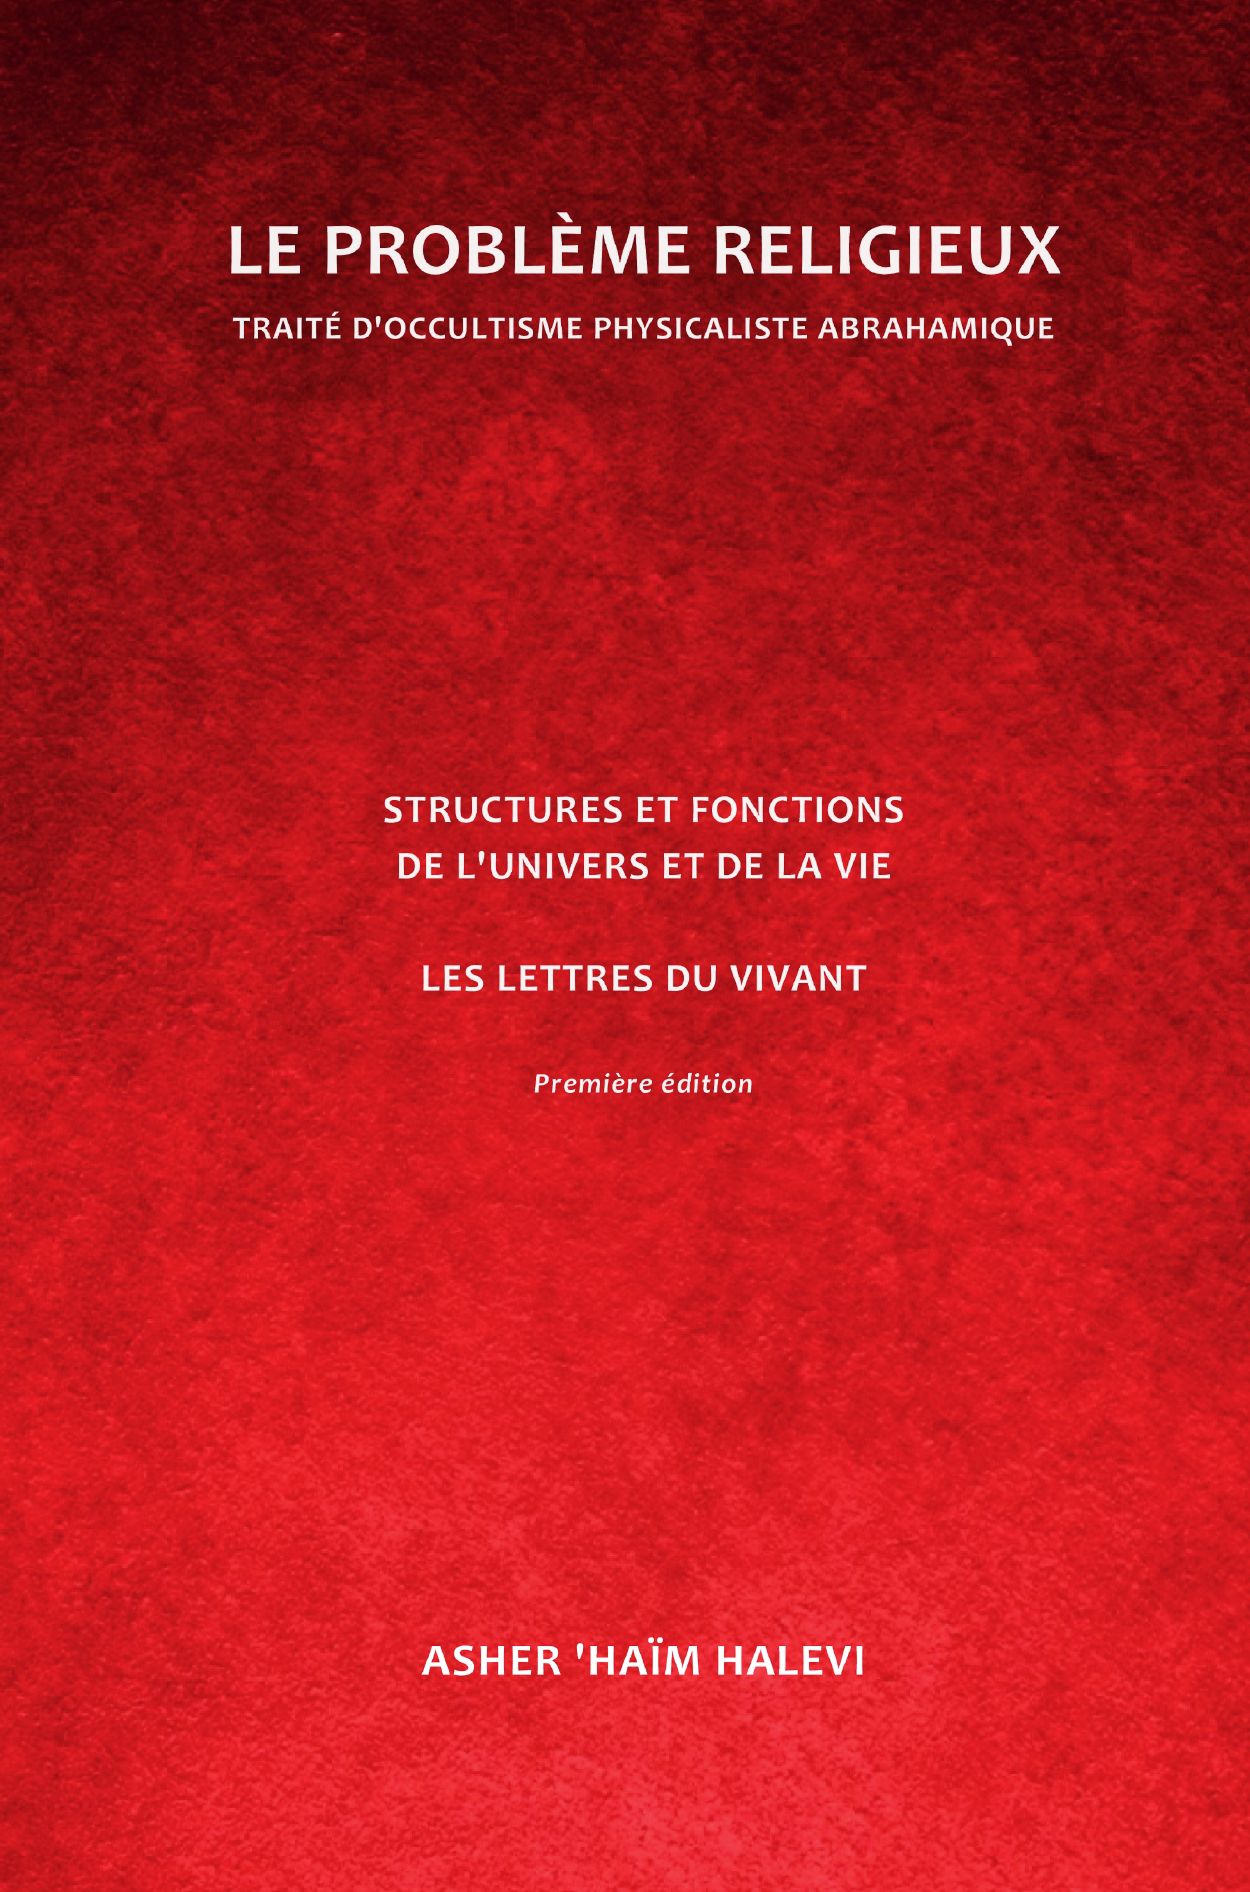 LE PROBLÈME RELIGIEUX
TRAITÉ D'OCCULTISME PHYSICALISTE ABRAHAMIQUE
STRUCTURES ET FONCTIONS
DE L'UNIVERS ET DE LA VIE
LES LETTRES DU VIVANT
Première édition
ASHER 'HAÏM HALEVI